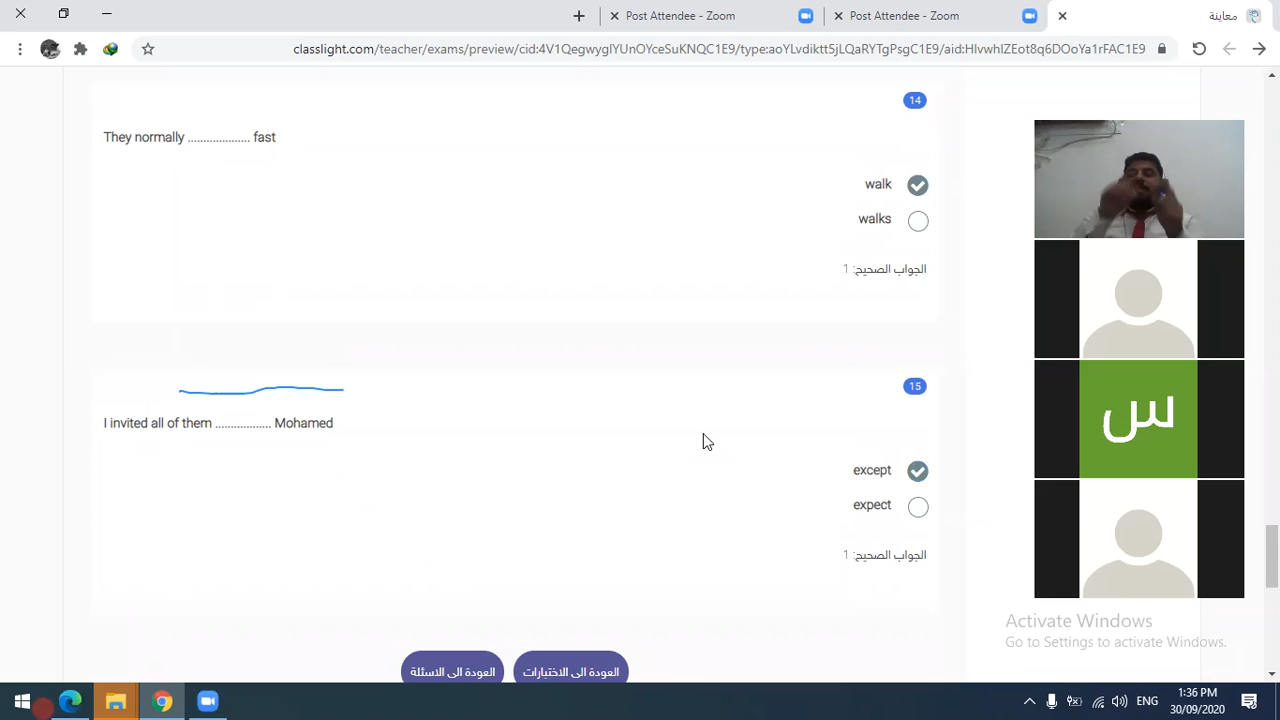 Post Attendee - Zoom
Post Attendee - Zoom
معاينة
classlight.com/teacher/exams/preview/cid:4V1QegwyglYUnOYceSuKNQC1E9/type:aoYLvdiktt5jLQaRYTgPsgC1E9/aid:HlvwhIZEot8q6DOoYa1rFAC1E9
14
They normally .................... fast
walk
walks
الجواب الصحيح: 1
15
I invited all of them .................. Mohamed
except
expect
الجواب الصحيح: 1
س
العودة الى الاختبارات
العودة الى الاسئلة
Activate Windows
Go to Settings to activate Windows.
ENG
1:36 PM
30/09/2020